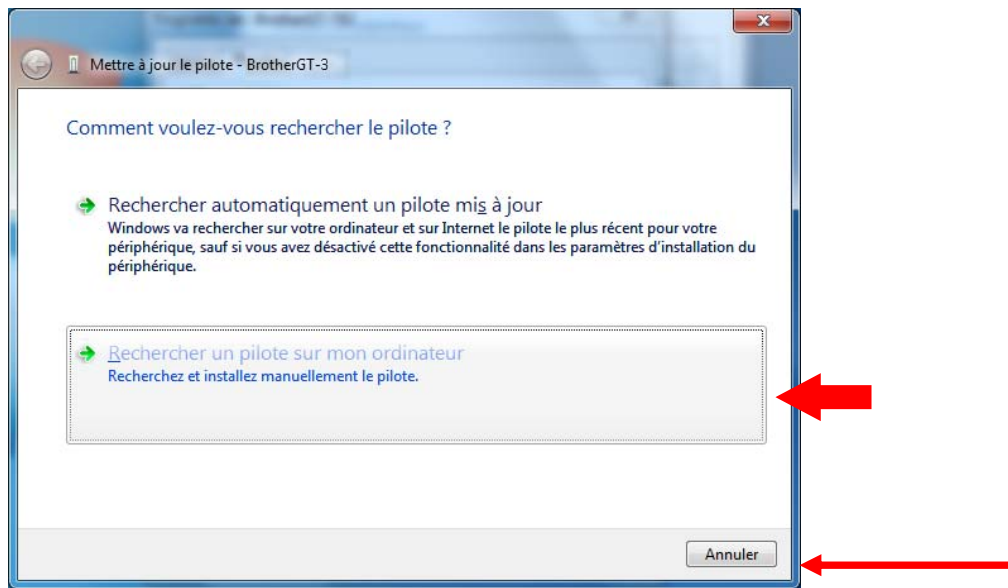 Mettre à jour le pilote - BrotherGT-3
Comment voulez-vous rechercher le pilote ?
Rechercher automatiquement un pilote mis à jour
Windows va rechercher sur votre ordinateur et sur Internet le pilote le plus récent pour votre
périphérique, sauf si vous avez désactivé cette fonctionnalité dans les paramètres d'installation du
périphérique.
Rechercher un pilote sur mon ordinateur
Recherchez et installez manuellement le pilote.
Annuler